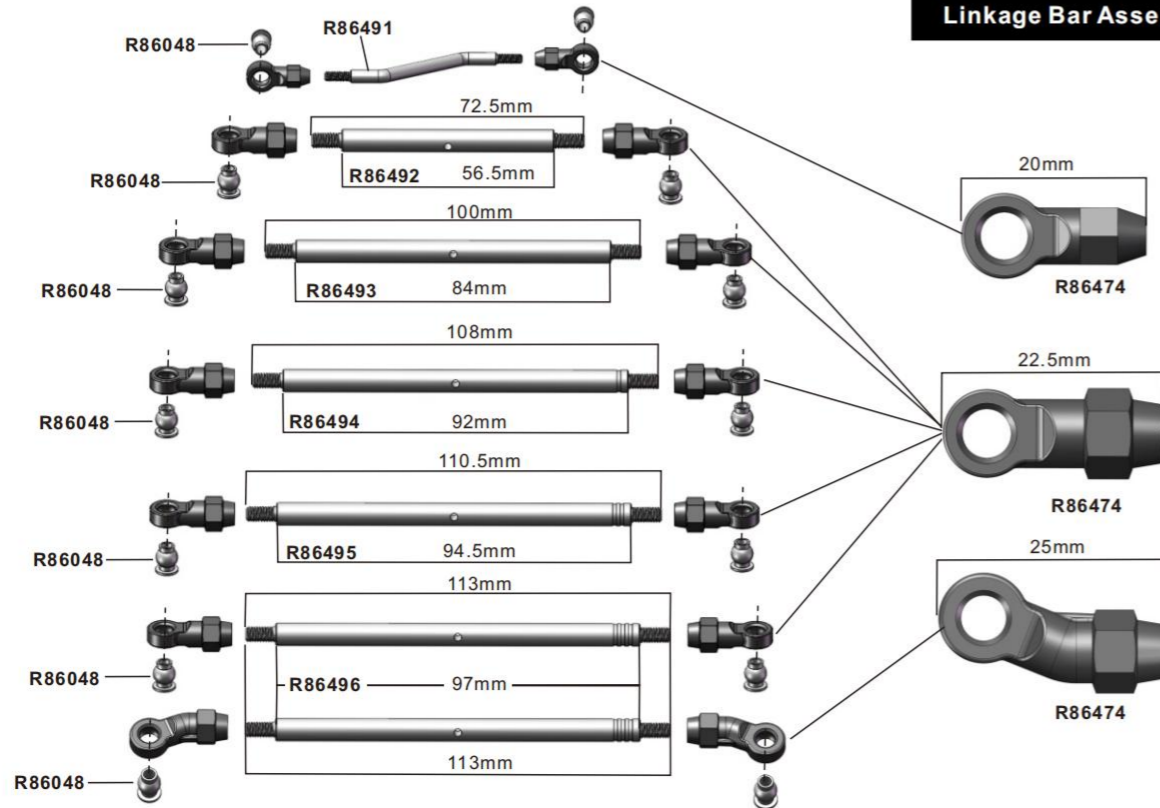 Linkage Bar Asse
R86491
R86048
72.5mm
R86492 56.5mm
R86048
20mm
R86474
100mm
R86493 84mm
R86048
108mm
R86494 92mm
R86048
22.5mm
R86474
110.5mm
R86495 94.5mm
R86048
25mm
R86474
113mm
R86048
R86496 97mm
113mm
R86048